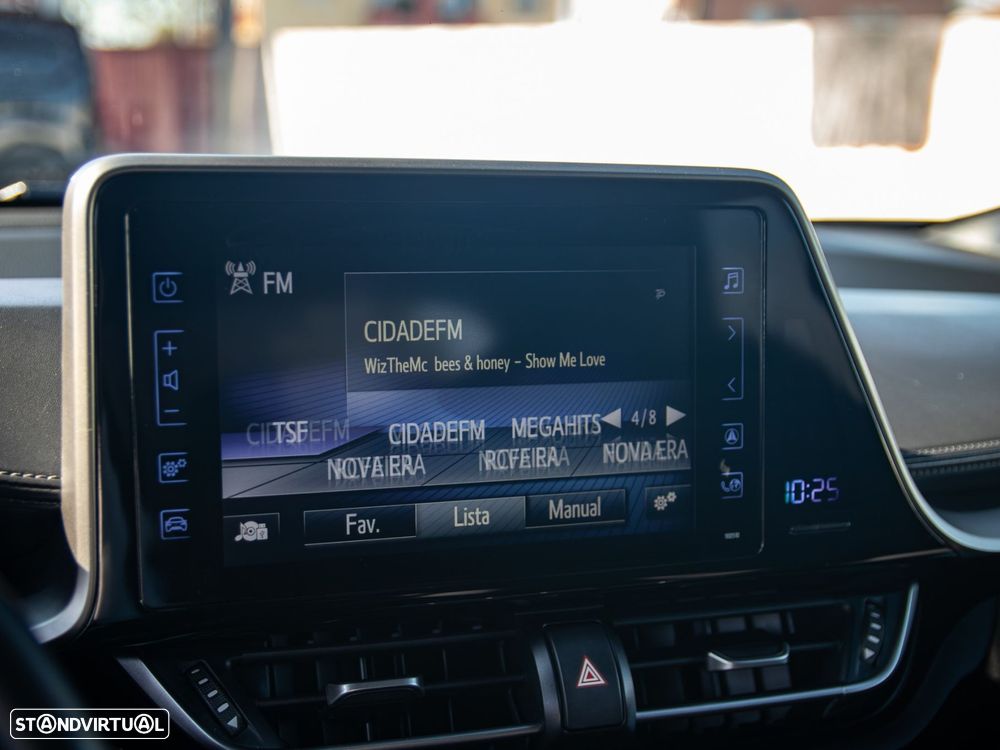 FM
CIDADEFM
WizTheMc bees & honey - Show Me Love
TSF CIDADEFM MEGAHITS 4/8
NOVA ERA NOVA ERA
Fav. Lista Manual
10:25
STANDVIRTUAL